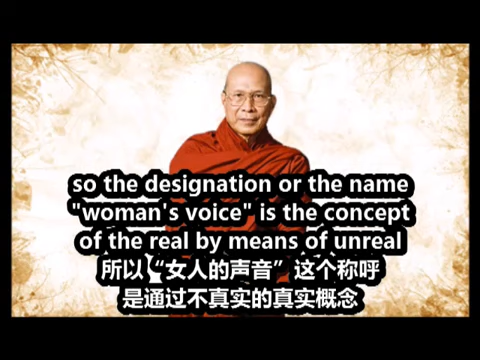 so the designation or the name
"woman's voice" is the concept
of the real by means of unreal
所以“女人的声音”这个称呼
是通过不真实的真实概念